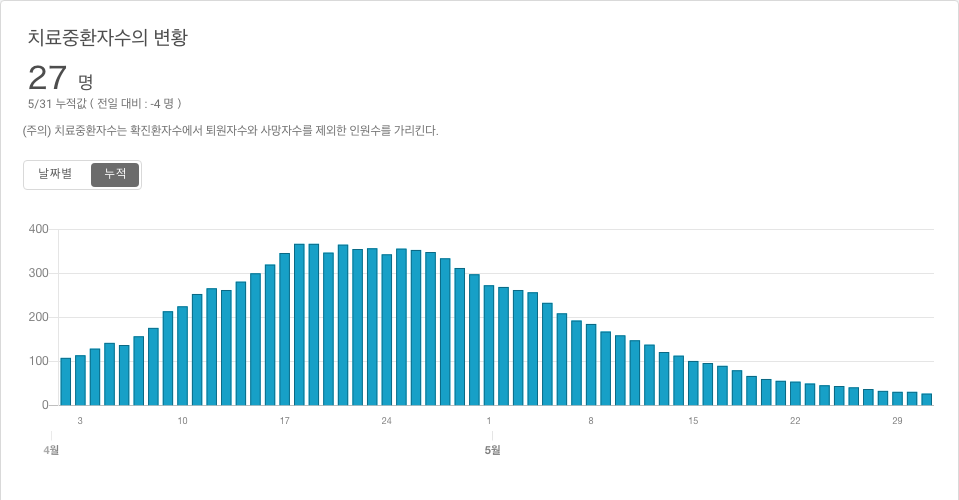 치료중환자수의 변황
27 명
5/31 누적값 ( 전일 대비 : -4 명 )
(주의) 치료중환자수는 확진환자수에서 퇴원자수와 사망자수를 제외한 인원수를 가리킨다.
날짜별 누적
400
300
200
100
0
3 10 17 24 1 8 15 22 29
4월 5월